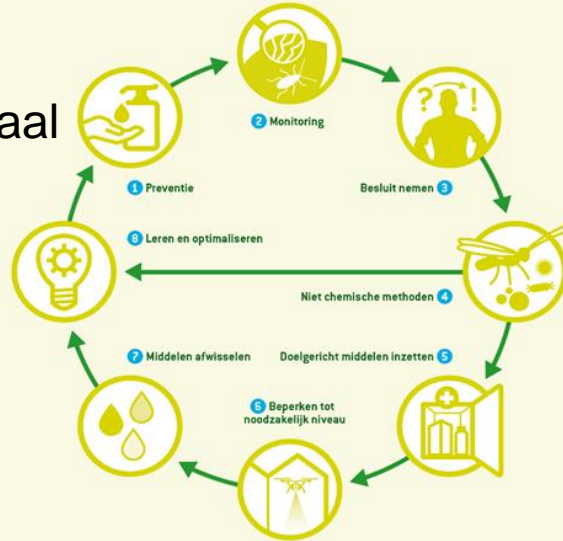 aal
1 Preventie
2 Monitoring
? !
Besluit nemen 3
Niet chemische methoden 4
Doelgericht middelen inzetten 5
6 Beperken tot
noodzakelijk niveau
7 Middelen afwisselen
8 Leren en optimaliseren